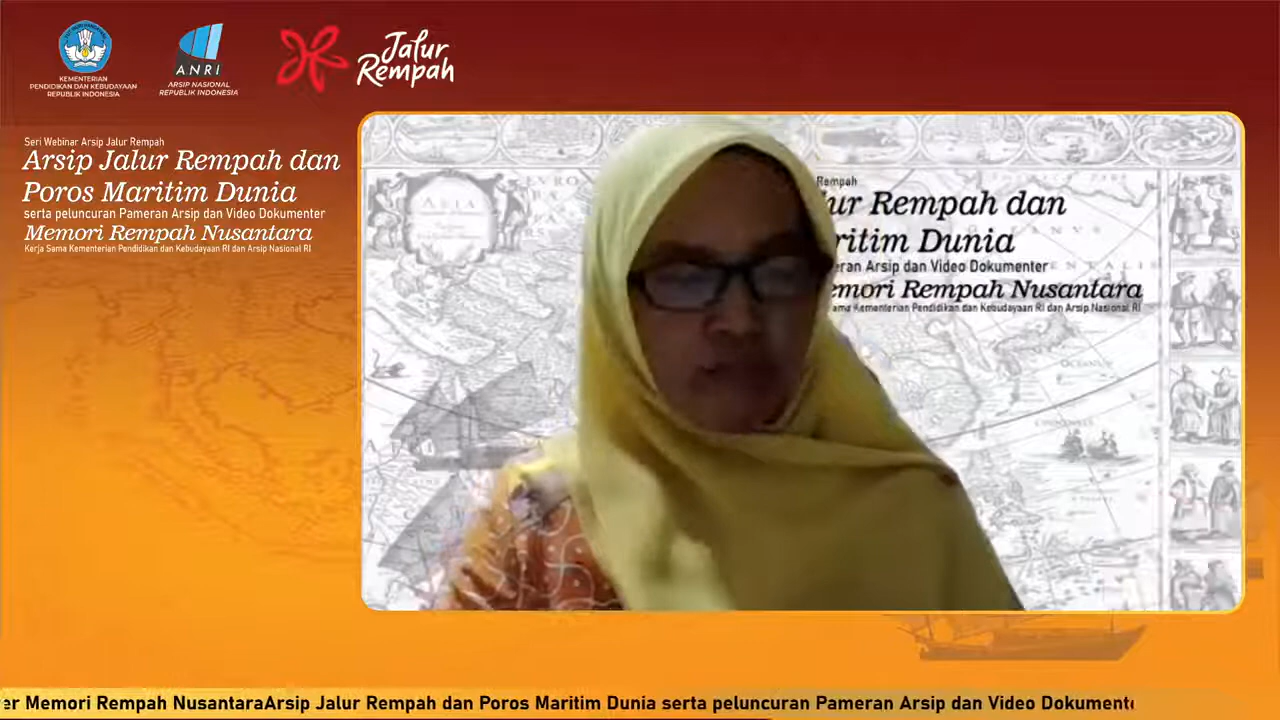 KEMENTERIAN
PENDIDIKAN DAN KEBUDAYAAN
REPUBLIK INDONESIA
ANRI
ARSIP NASIONAL
REPUBLIK INDONESIA
Jalur
Rempah
Seri Webinar Arsip Jalur Rempah
Arsip Jalur Rempah dan
Poros Maritim Dunia
serta peluncuran Pameran Arsip dan Video Dokumenter
Memori Rempah Nusantara
Kerja Sama Kementerian Pendidikan dan Kebudayaan RI dan Arsip Nasional RI
Rempah
lur Rempah dan
ritim Dunia
eran Arsip dan Video Dokumenter
emori Rempah Nusantara
ama Kementerian Pendidikan dan Kebudayaan RI dan Arsip Nasional RI
ASIA
er Memori Rempah NusantaraArsip Jalur Rempah dan Poros Maritim Dunia serta peluncuran Pameran Arsip dan Video Dokument